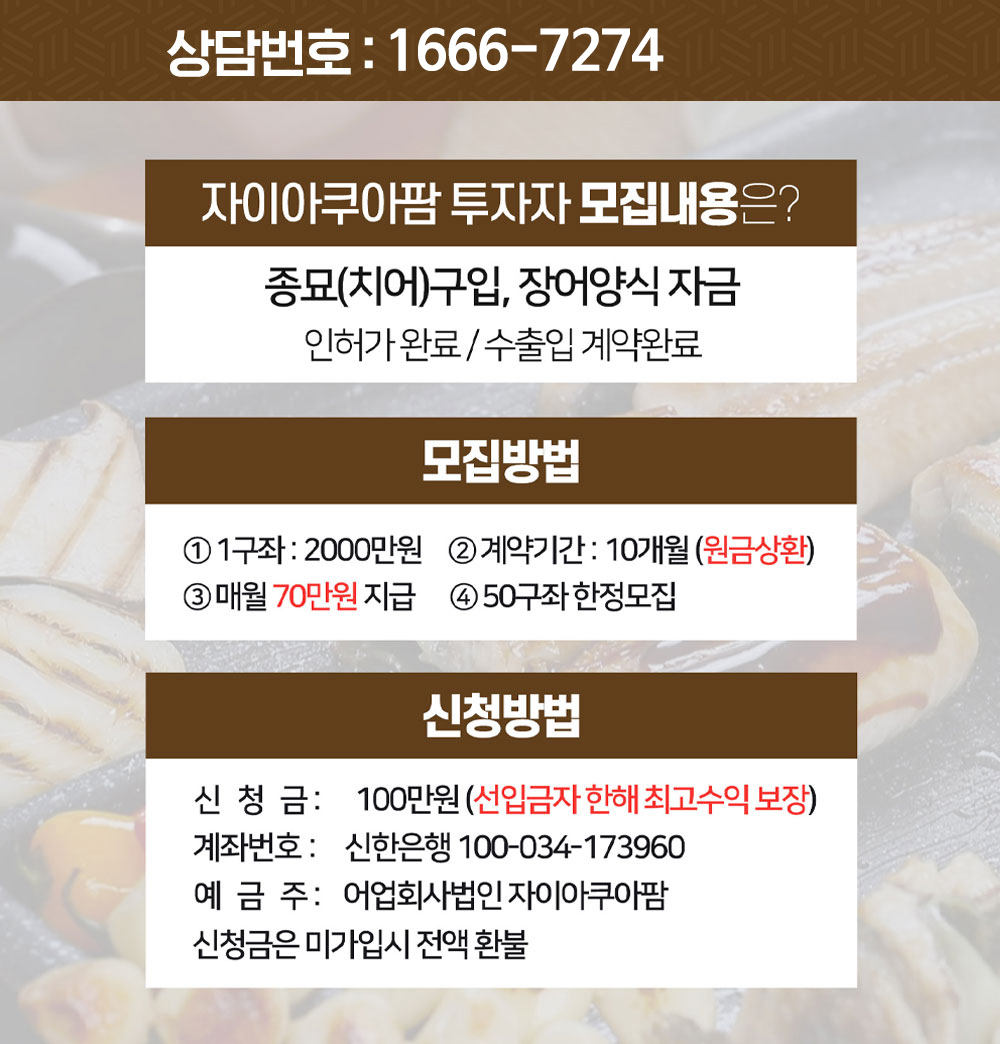 상담번호 : 1666-7274
자이아쿠아팜 투자자 모집내용은?
종묘(치어)구입, 장어양식 자금
인허가 완료 / 수출입 계약완료
모집방법
① 1구좌 : 2000만원 ② 계약기간 : 10개월 (원금상환)
③ 매월 70만원 지급 ④ 50구좌 한정모집
신청방법
신 청 금 : 100만원 (선입금자 한해 최고수익 보장)
계좌번호 : 신한은행 100-034-173960
예 금 주 : 어업회사법인 자이아쿠아팜
신청금은 미가입시 전액 환불